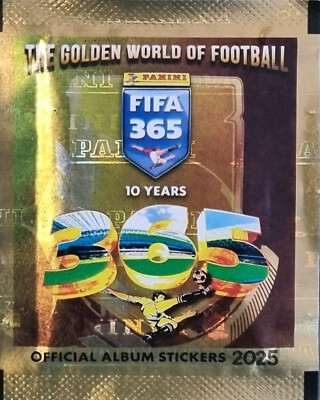 THE GOLDEN WORLD OF FOOTBALL
PANINI
FIFA
365
10 YEARS
365
OFFICIAL ALBUM STICKERS 2025